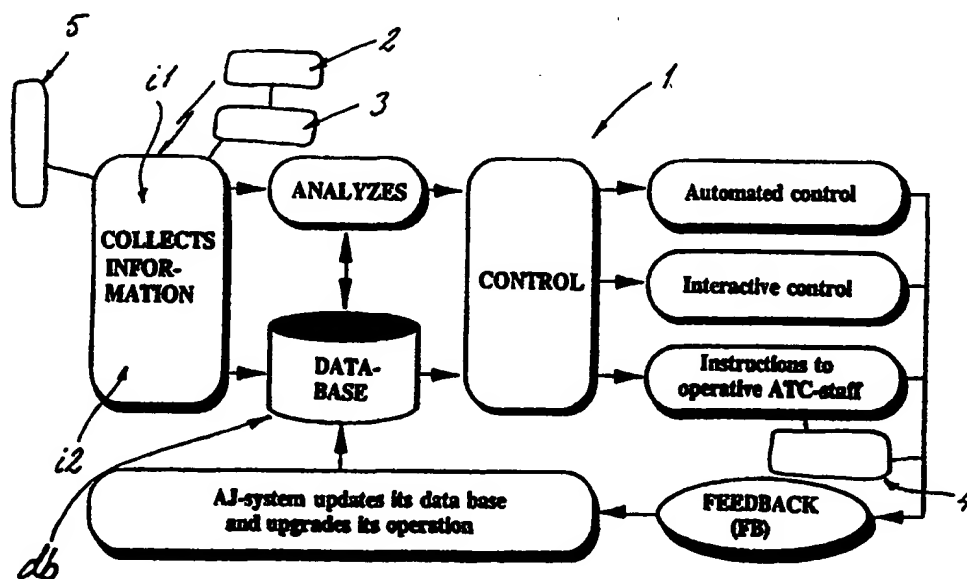 5
i1
2
3
1
ANALYZES
Automated control
COLLECTS
INFOR-
MATION
CONTROL
Interactive control
DATA-
BASE
Instructions to
operative ATC-staff
i2
AJ-system updates its data base
and upgrades its operation
FEEDBACK
(FB)
4
db